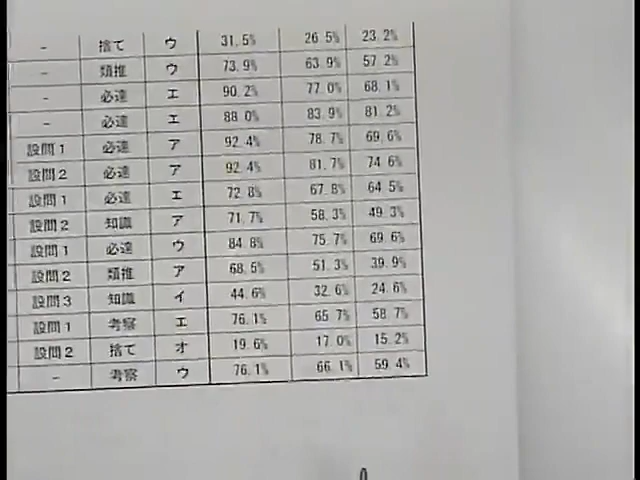 - 捨て ウ 31.5% 26.5% 23.2%
- 類推 ウ 73.9% 63.9% 57.2%
- 必達 エ 90.2% 77.0% 68.1%
- 必達 エ 88.0% 83.9% 81.2%
設問1 必達 ア 92.4% 78.7% 69.6%
設問2 必達 ア 92.4% 81.7% 74.6%
設問1 必達 エ 72.8% 67.8% 64.5%
設問2 知識 ア 71.7% 58.3% 49.3%
設問1 必達 ウ 84.8% 75.7% 69.6%
設問2 類推 ア 68.5% 51.3% 39.9%
設問3 知識 イ 44.6% 32.6% 24.6%
設問1 考察 エ 76.1% 65.7% 58.7%
設問2 捨て オ 19.6% 17.0% 15.2%
- 考察 ウ 76.1% 66.1% 59.4%